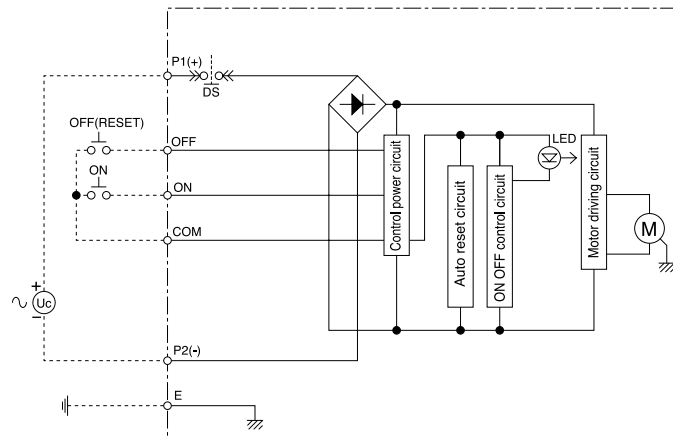 P1(+)
DS
OFF(RESET)
OFF
LED
ON
ON
COM
Control power circuit
Auto reset circuit
ON OFF control circuit
Motor driving circuit
M
+
Uc
−
P2(-)
E